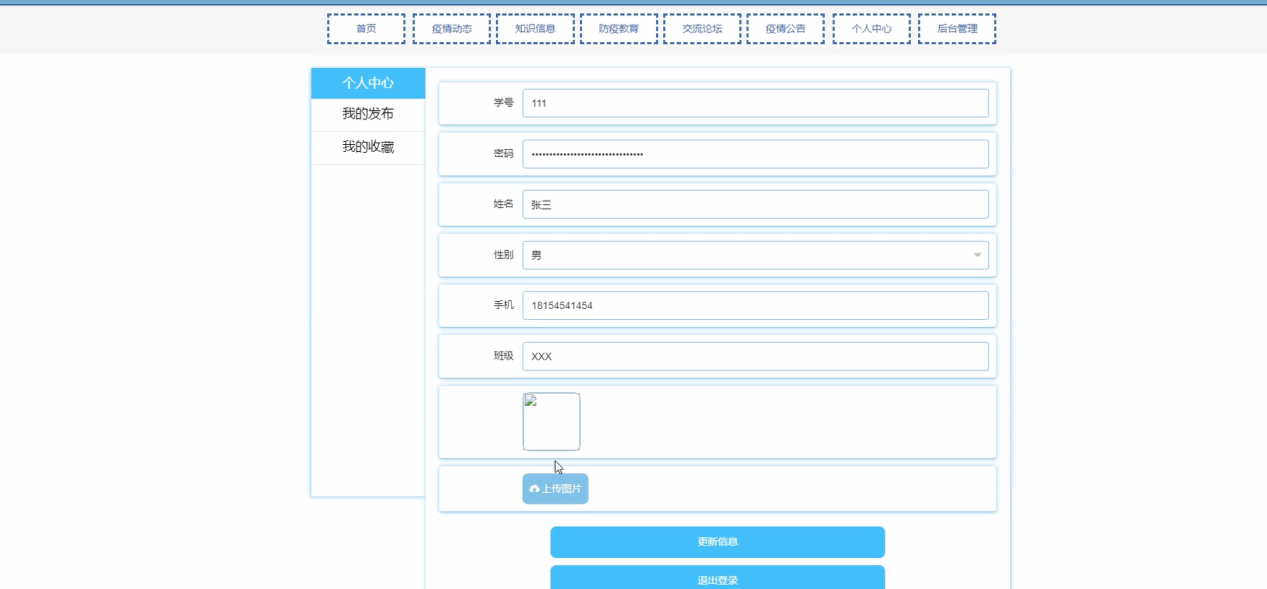 首页 疫情动态 知识信息 防疫教育 交流论坛 疫情公告 个人中心 后台管理
个人中心
我的发布
我的收藏
学号 111
密码 ••••••••••••••••••••••••••••••••
姓名 张三
性别 男
手机 18154541454
班级 XXX
上传图片
更新信息
退出登录